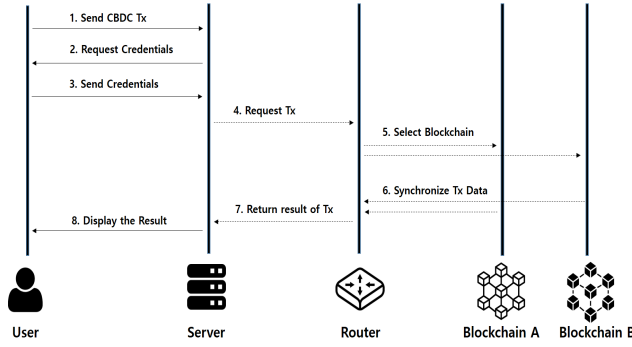 1. Send CBDC Tx
2. Request Credentials
3. Send Credentials
4. Request Tx
5. Select Blockchain
6. Synchronize Tx Data
7. Return result of Tx
8. Display the Result
User
Server
Router
Blockchain A
Blockchain B